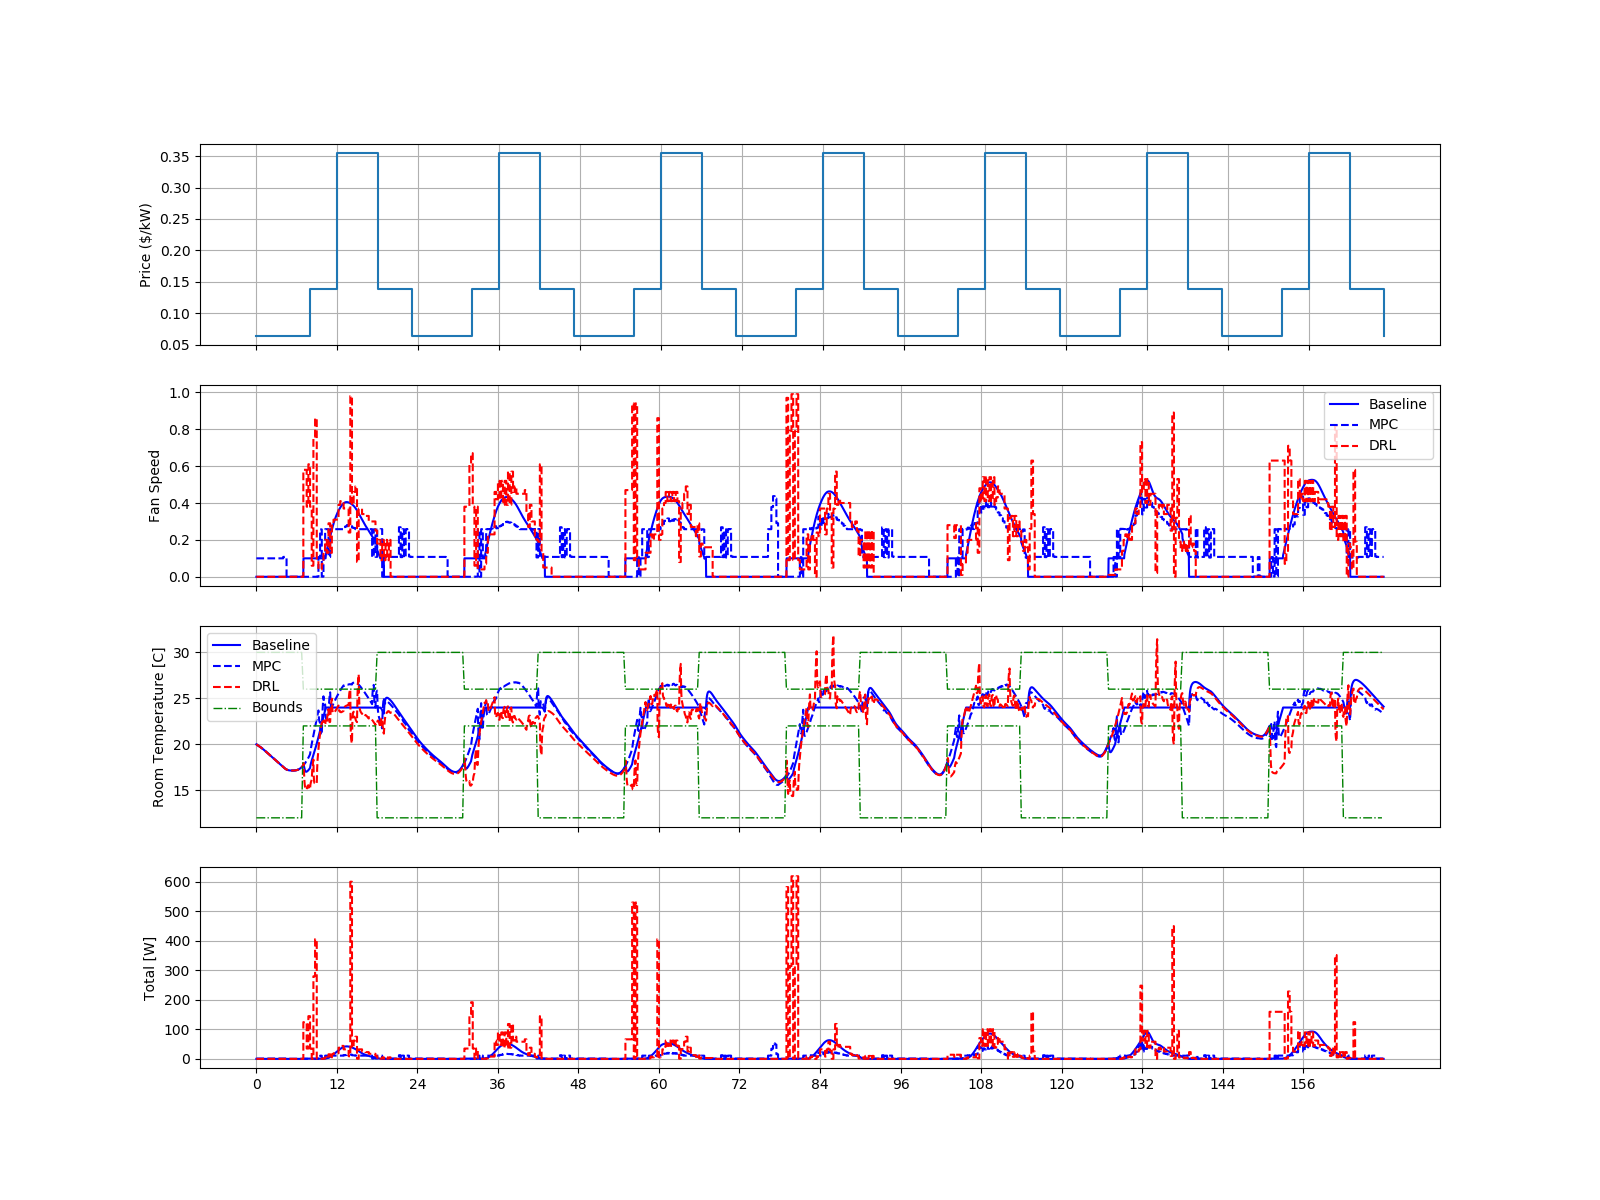 Price ($/kW)
0.35
0.30
0.25
0.20
0.15
0.10
0.05
Fan Speed
1.0
0.8
0.6
0.4
0.2
0.0
Baseline
MPC
DRL
Room Temperature [C]
30
25
20
15
Baseline
MPC
DRL
Bounds
Total [W]
600
500
400
300
200
100
0
0 12 24 36 48 60 72 84 96 108 120 132 144 156